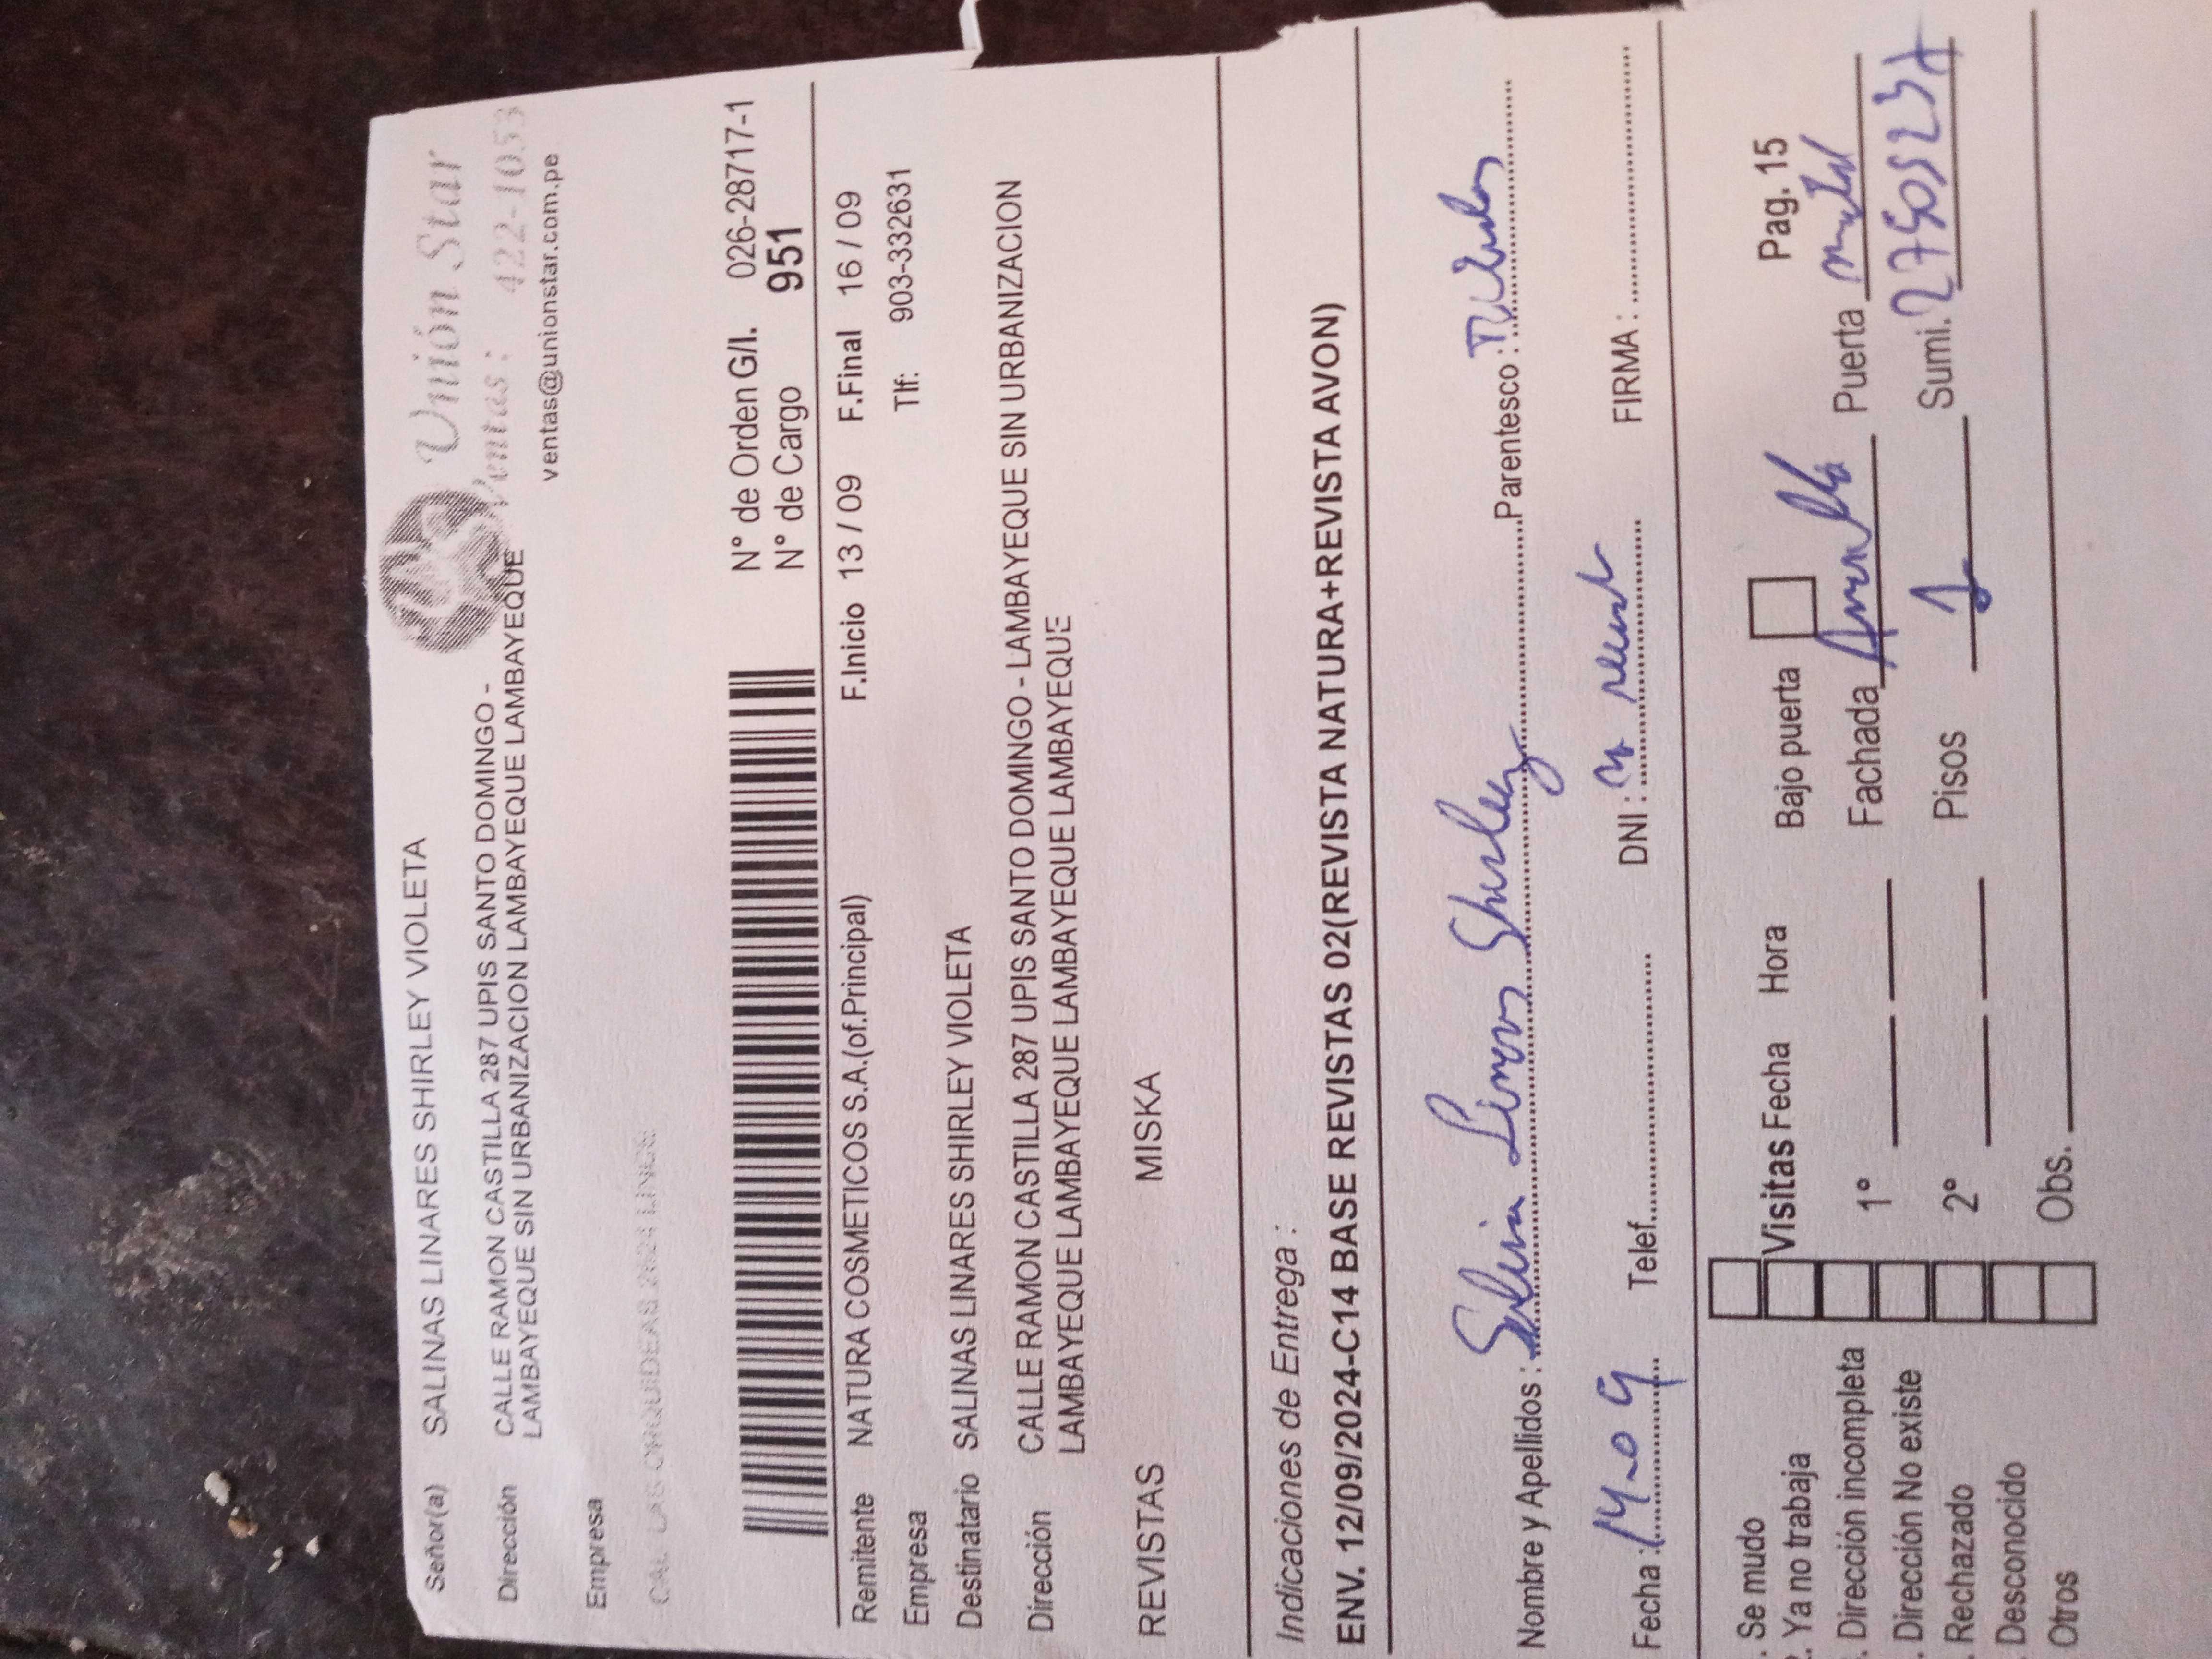 Señor(a) SALINAS LINARES SHIRLEY VIOLETA
Unión Star
Ventas: 422-1053
ventas@unionstar.com.pe
Dirección CALLE RAMON CASTILLA 287 UPIS SANTO DOMINGO -
LAMBAYEQUE SIN URBANIZACION LAMBAYEQUE LAMBAYEQUE
Empresa
CAL. LAS ORQUIDEAS 2624 LINCE
N° de Orden G/I. 026-28717-1
N° de Cargo 951
Remitente NATURA COSMETICOS S.A.(of.Principal) F.Inicio 13 / 09 F.Final 16 / 09
Empresa Tlf: 903-332631
Destinatario SALINAS LINARES SHIRLEY VIOLETA
Dirección CALLE RAMON CASTILLA 287 UPIS SANTO DOMINGO - LAMBAYEQUE SIN URBANIZACION
LAMBAYEQUE LAMBAYEQUE LAMBAYEQUE LAMBAYEQUE
REVISTAS MISKA
Indicaciones de Entrega :
ENV. 12/09/2024-C14 BASE REVISTAS 02(REVISTA NATURA+REVISTA AVON)
Nombre y Apellidos : Shirley Parentesco :
Fecha : 14-09 Telef. DNI : FIRMA :
. Se mudo
. Ya no trabaja
. Dirección incompleta
. Dirección No existe
. Rechazado
. Desconocido
Otros
Visitas Fecha Hora Bajo puerta Pag. 15
1° Fachada Puerta
2° Pisos 1 Sumi.
Obs.